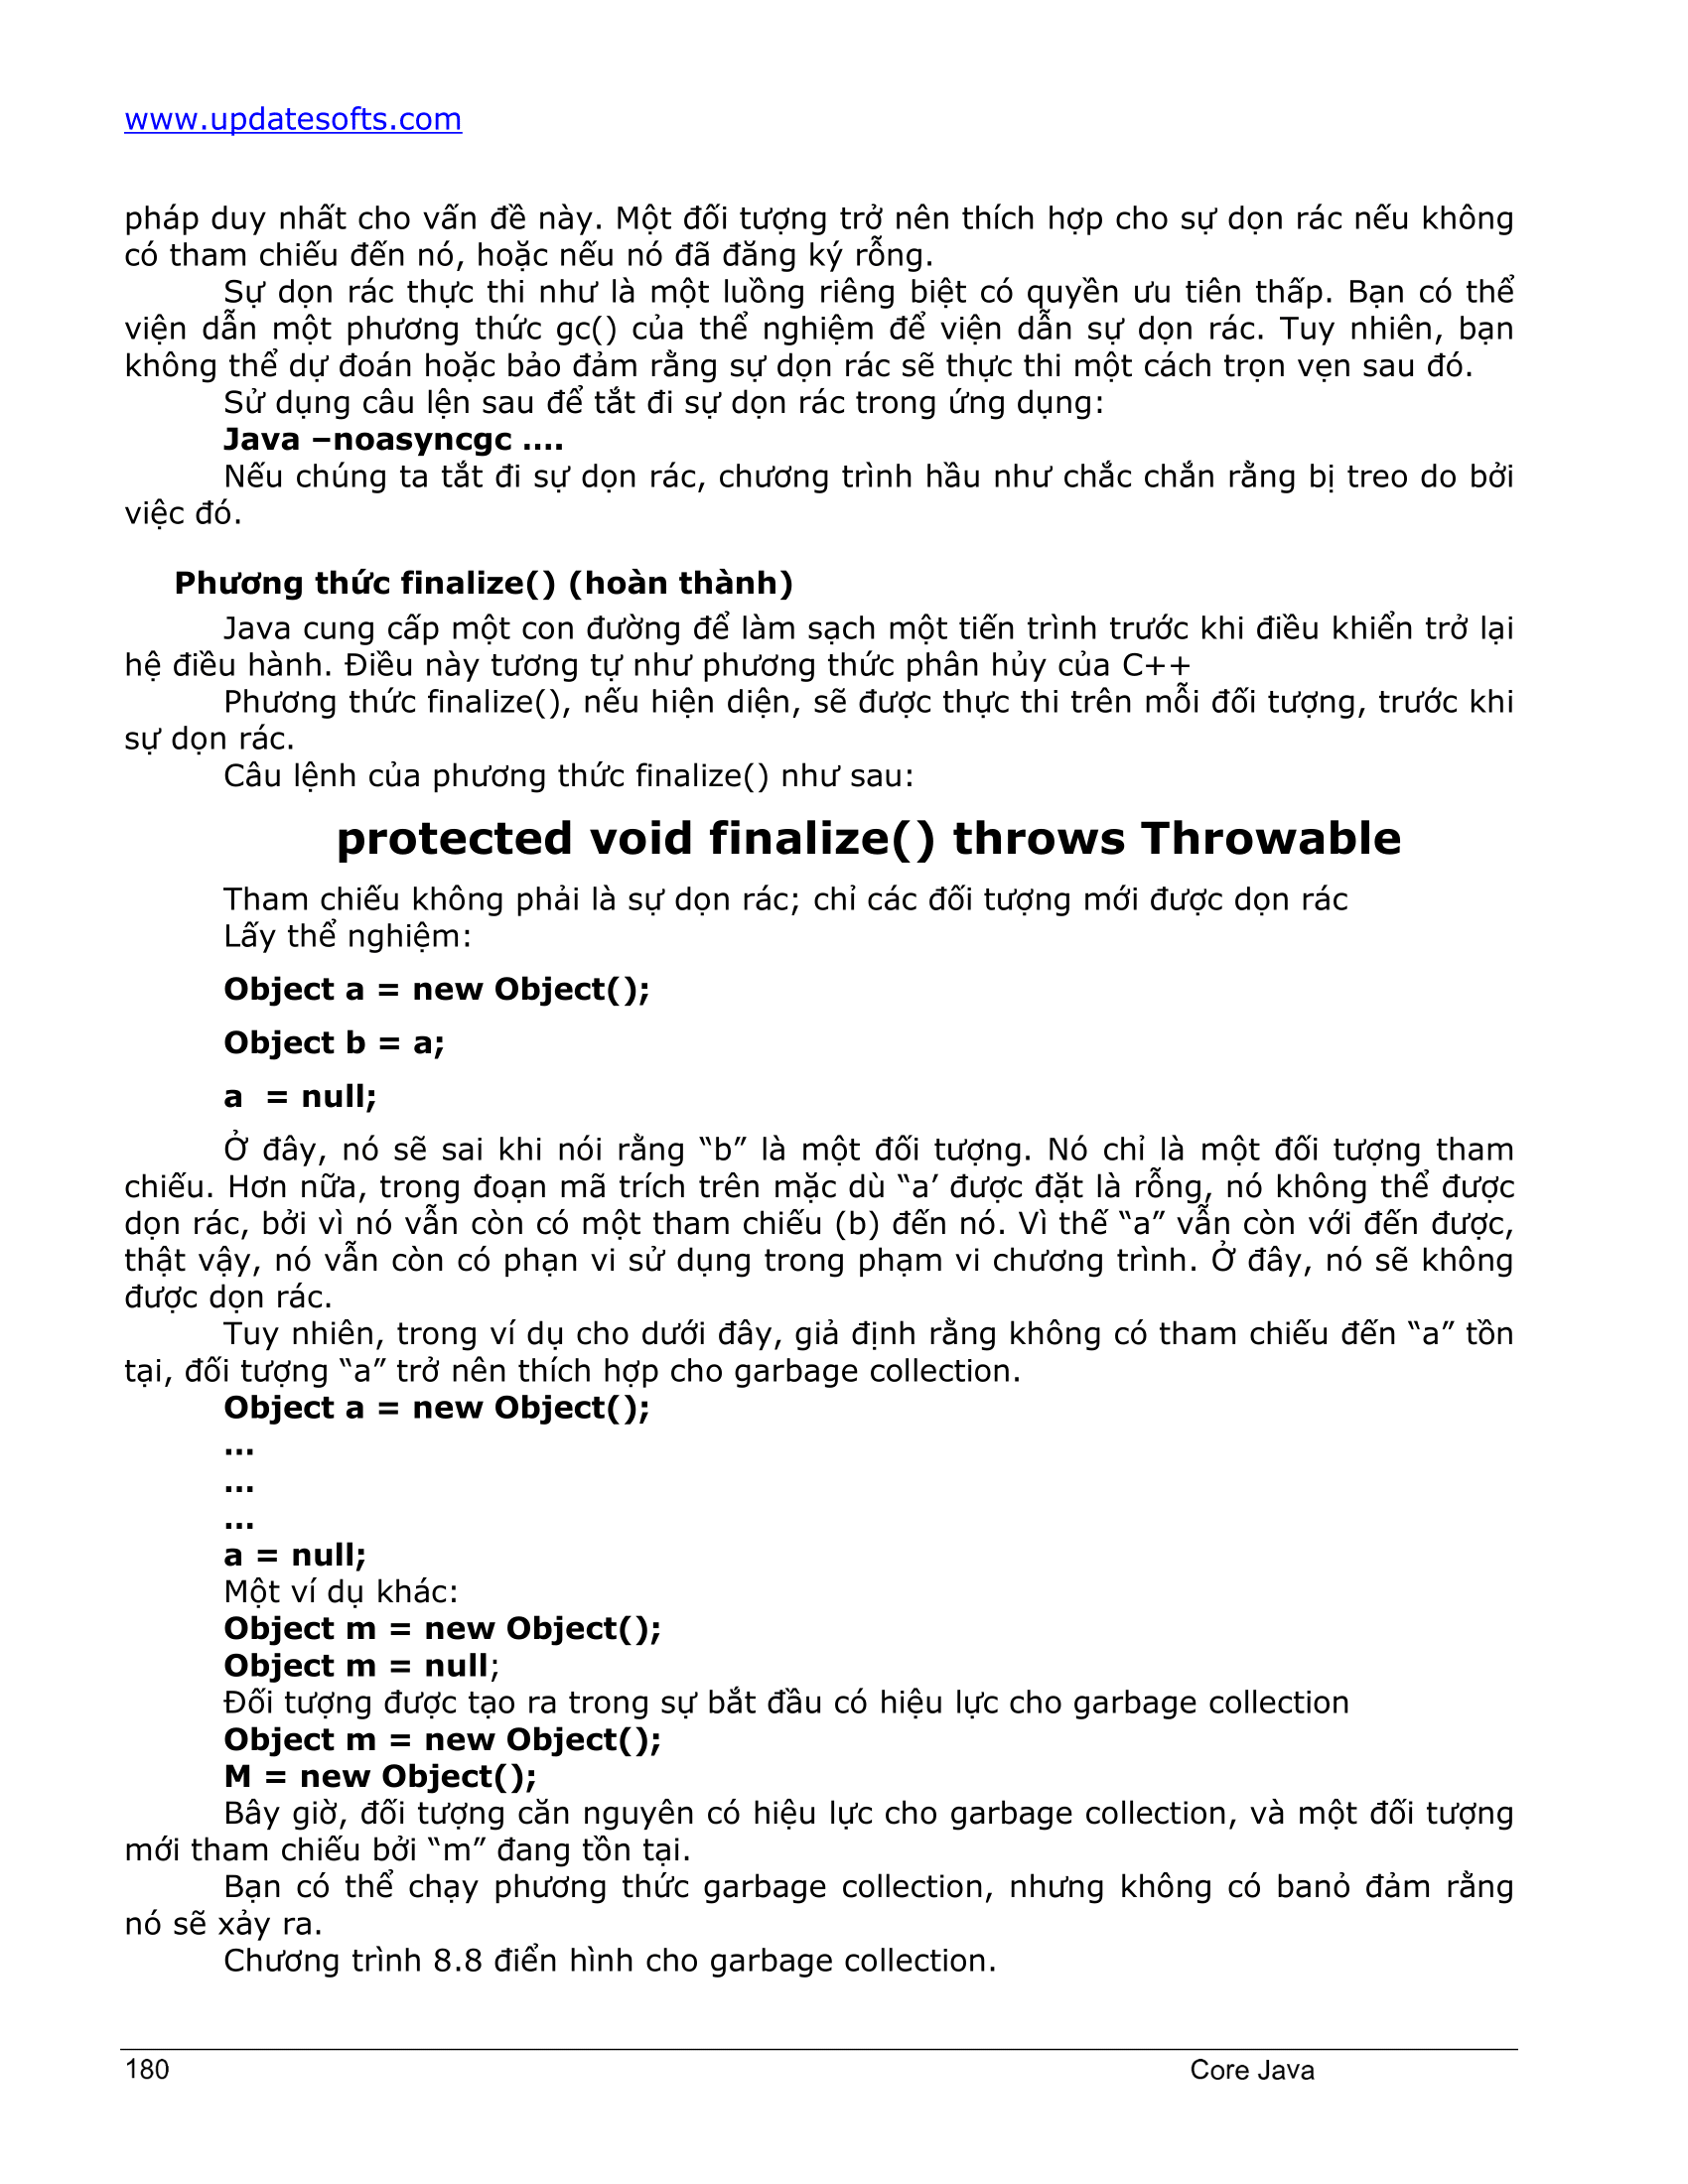 www.updatesofts.com
pháp duy nhất cho vấn đề này. Một đối tượng trở nên thích hợp cho sự dọn rác nếu không
có tham chiếu đến nó, hoặc nếu nó đã đăng ký rỗng.
Sự dọn rác thực thi như là một luồng riêng biệt có quyền ưu tiên thấp. Bạn có thể
viện dẫn một phương thức gc() của thể nghiệm để viện dẫn sự dọn rác. Tuy nhiên, bạn
không thể dự đoán hoặc bảo đảm rằng sự dọn rác sẽ thực thi một cách trọn vẹn sau đó.
Sử dụng câu lện sau để tắt đi sự dọn rác trong ứng dụng:
Java –noasyncgc ….
Nếu chúng ta tắt đi sự dọn rác, chương trình hầu như chắc chắn rằng bị treo do bởi
việc đó.
Phương thức finalize() (hoàn thành)
Java cung cấp một con đường để làm sạch một tiến trình trước khi điều khiển trở lại
hệ điều hành. Điều này tương tự như phương thức phân hủy của C++
Phương thức finalize(), nếu hiện diện, sẽ được thực thi trên mỗi đối tượng, trước khi
sự dọn rác.
Câu lệnh của phương thức finalize() như sau:
protected void finalize() throws Throwable
Tham chiếu không phải là sự dọn rác; chỉ các đối tượng mới được dọn rác
Lấy thể nghiệm:
Object a = new Object();
Object b = a;
a  = null;
Ở đây, nó sẽ sai khi nói rằng “b” là một đối tượng. Nó chỉ là một đối tượng tham
chiếu. Hơn nữa, trong đoạn mã trích trên mặc dù “a’ được đặt là rỗng, nó không thể được
dọn rác, bởi vì nó vẫn còn có một tham chiếu (b) đến nó. Vì thế “a” vẫn còn với đến được,
thật vậy, nó vẫn còn có phạn vi sử dụng trong phạm vi chương trình. Ở đây, nó sẽ không
được dọn rác.
Tuy nhiên, trong ví dụ cho dưới đây, giả định rằng không có tham chiếu đến “a” tồn
tại, đối tượng “a” trở nên thích hợp cho garbage collection.
Object a = new Object();
…
…
…
a = null;
Một ví dụ khác:
Object m = new Object();
Object m = null;
Đối tượng được tạo ra trong sự bắt đầu có hiệu lực cho garbage collection
Object m = new Object();
M = new Object();
Bây giờ, đối tượng căn nguyên có hiệu lực cho garbage collection, và một đối tượng
mới tham chiếu bởi “m” đang tồn tại.
Bạn có thể chạy phương thức garbage collection, nhưng không có banỏ đảm rằng
nó sẽ xảy ra.
Chương trình 8.8 điển hình cho garbage collection.
180 Core Java